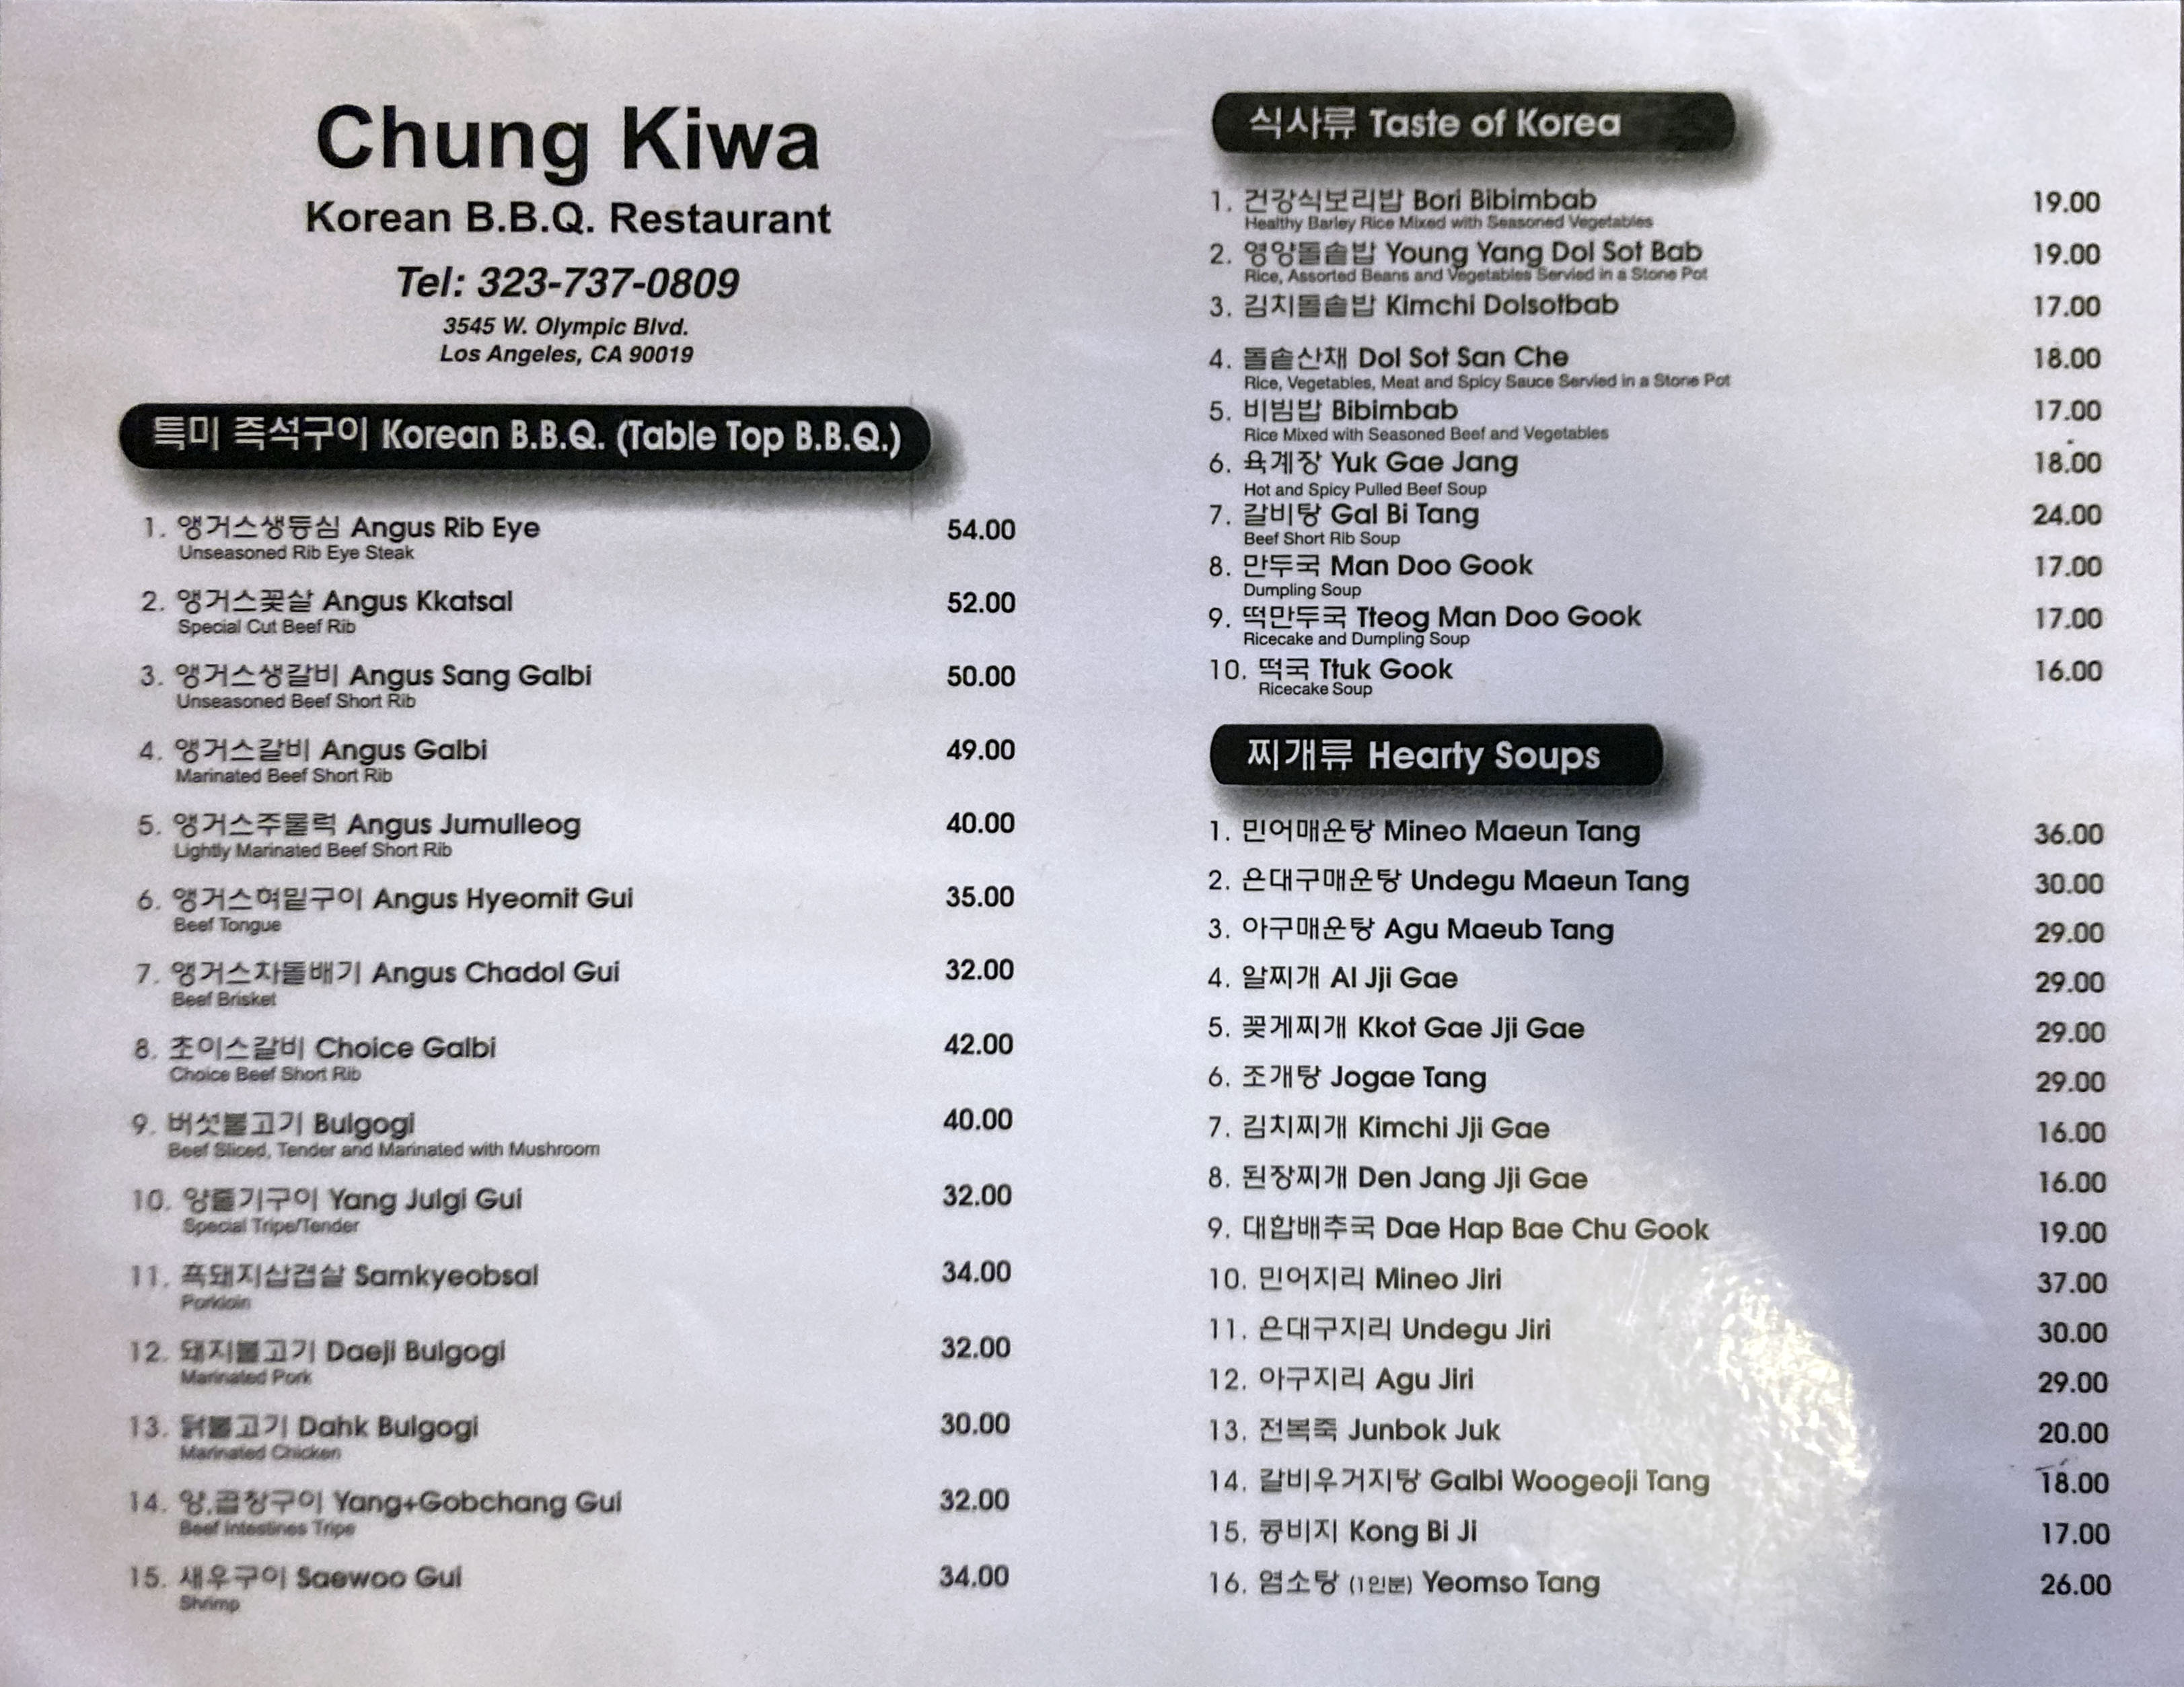 Chung Kiwa
Korean B.B.Q. Restaurant
Tel: 323-737-0809
3545 W. Olympic Blvd.
Los Angeles, CA 90019
특미 즉석구이 Korean B.B.Q. (Table Top B.B.Q.)
1. 앵거스생등심 Angus Rib Eye 54.00
Unseasoned Rib Eye Steak
2. 앵거스꽃살 Angus Kkatsal 52.00
Special Cut Beef Rib
3. 앵거스생갈비 Angus Sang Galbi 50.00
Unseasoned Beef Short Rib
4. 앵거스갈비 Angus Galbi 49.00
Marinated Beef Short Rib
5. 앵거스주물럭 Angus Jumulleog 40.00
Lightly Marinated Beef Short Rib
6. 앵거스혀밑구이 Angus Hyeomit Gui 35.00
Beef Tongue
7. 앵거스차돌배기 Angus Chadol Gui 32.00
Beef Brisket
8. 초이스갈비 Choice Galbi 42.00
Choice Beef Short Rib
9. 버섯불고기 Bulgogi 40.00
Beef Sliced, Tender and Marinated with Mushroom
10. 양줄기구이 Yang Julgi Gui 32.00
Special Tripe/Tender
11. 흑돼지삼겹살 Samkyeobsal 34.00
Porkloin
12. 돼지불고기 Daeji Bulgogi 32.00
Marinated Pork
13. 닭불고기 Dahk Bulgogi 30.00
Marinated Chicken
14. 양,곱창구이 Yang+Gobchang Gui 32.00
Beef Intestines Tripe
15. 새우구이 Saewoo Gui 34.00
Shrimp
식사류 Taste of Korea
1. 건강식보리밥 Bori Bibimbab 19.00
Healthy Barley Rice Mixed with Seasoned Vegetables
2. 영양돌솥밥 Young Yang Dol Sot Bab 19.00
Rice, Assorted Beans and Vegetables Servied in a Stone Pot
3. 김치돌솥밥 Kimchi Dolsotbab 17.00
4. 돌솥산채 Dol Sot San Che 18.00
Rice, Vegetables, Meat and Spicy Sauce Servied in a Stone Pot
5. 비빔밥 Bibimbab 17.00
Rice Mixed with Seasoned Beef and Vegetables
6. 육계장 Yuk Gae Jang 18.00
Hot and Spicy Pulled Beef Soup
7. 갈비탕 Gal Bi Tang 24.00
Beef Short Rib Soup
8. 만두국 Man Doo Gook 17.00
Dumpling Soup
9. 떡만두국 Tteog Man Doo Gook 17.00
Ricecake and Dumpling Soup
10. 떡국 Ttuk Gook 16.00
Ricecake Soup
찌개류 Hearty Soups
1. 민어매운탕 Mineo Maeun Tang 36.00
2. 은대구매운탕 Undegu Maeun Tang 30.00
3. 아구매운탕 Agu Maeub Tang 29.00
4. 알찌개 Al Jji Gae 29.00
5. 꽃게찌개 Kkot Gae Jji Gae 29.00
6. 조개탕 Jogae Tang 29.00
7. 김치찌개 Kimchi Jji Gae 16.00
8. 된장찌개 Den Jang Jji Gae 16.00
9. 대합배추국 Dae Hap Bae Chu Gook 19.00
10. 민어지리 Mineo Jiri 37.00
11. 은대구지리 Undegu Jiri 30.00
12. 아구지리 Agu Jiri 29.00
13. 전복죽 Junbok Juk 20.00
14. 갈비우거지탕 Galbi Woogeoji Tang 18.00
15. 콩비지 Kong Bi Ji 17.00
16. 염소탕 (1인분) Yeomso Tang 26.00